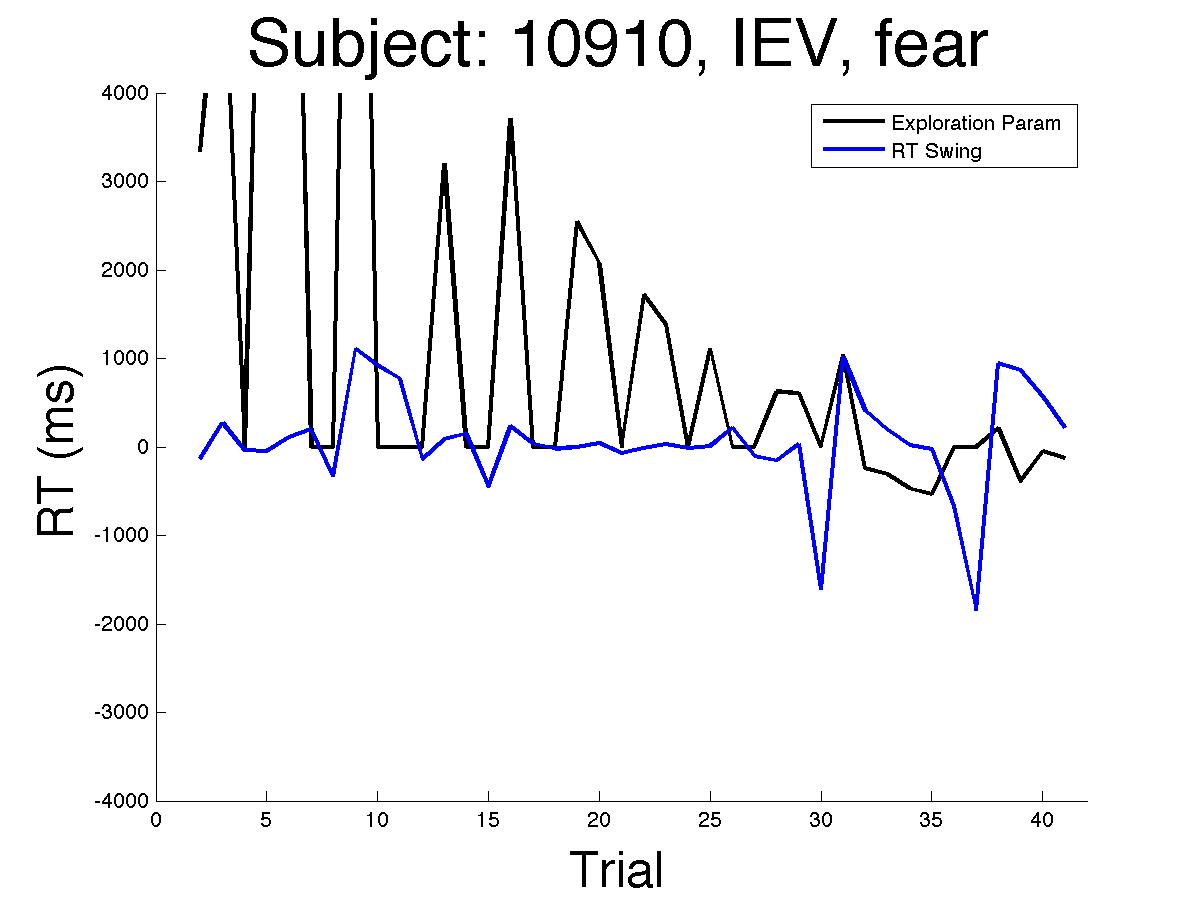 Subject: 10910, IEV, fear
Exploration Param
RT Swing
RT (ms)
4000
3000
2000
1000
0
-1000
-2000
-3000
-4000
0 5 10 15 20 25 30 35 40
Trial